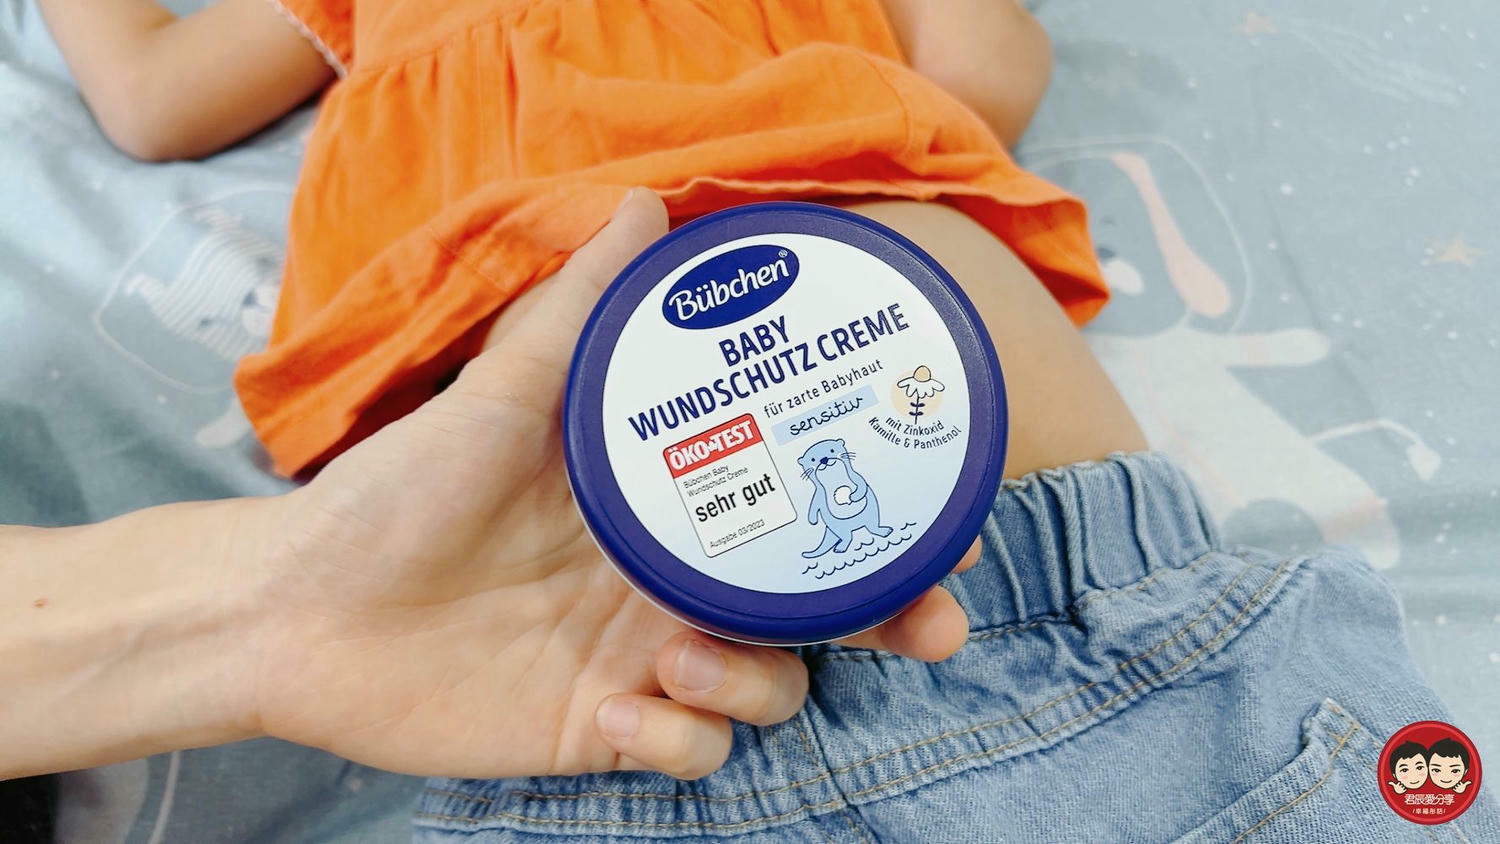 Bübchen®
BABY
WUNDSCHUTZ CREME
für zarte Babyhaut
sensitiv
mit Zinkoxid
Kamille & Panthenol
ÖKO-TEST
Bübchen Baby
Wundschutz Creme
sehr gut
Ausgabe 03/2023
君辰愛分享